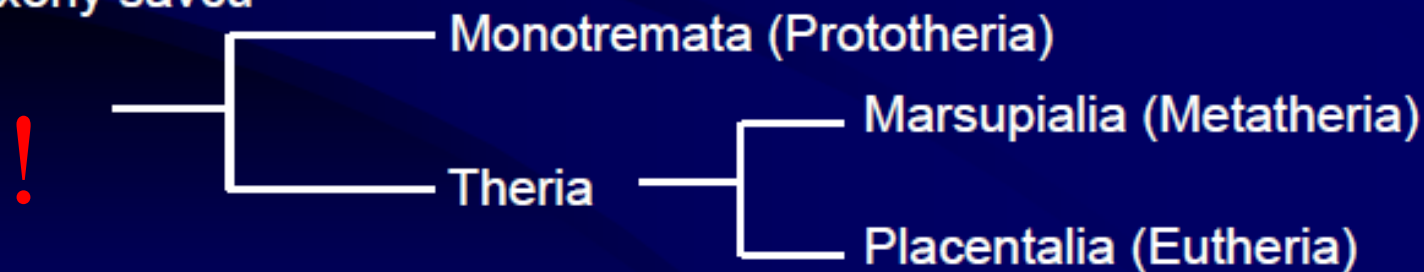 Monotremata (Prototheria)
Marsupialia (Metatheria)
!
Theria
Placentalia (Eutheria)